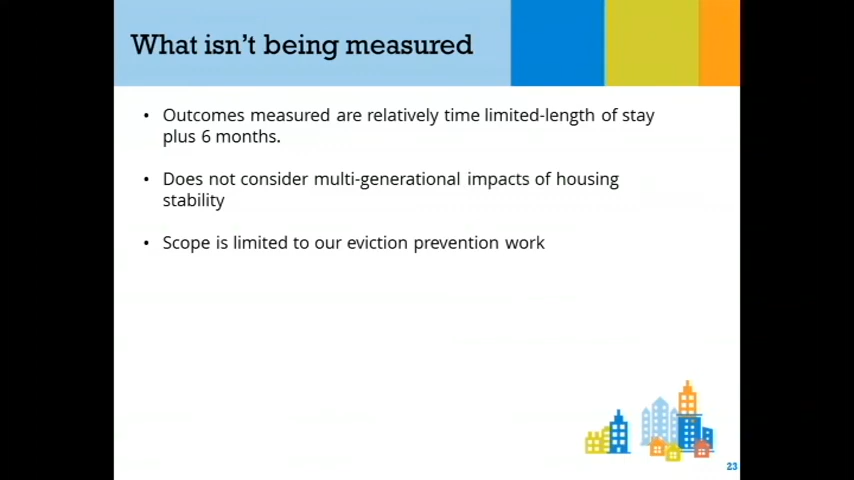 What isn't being measured
• Outcomes measured are relatively time limited-length of stay
plus 6 months.
• Does not consider multi-generational impacts of housing
stability
• Scope is limited to our eviction prevention work
23